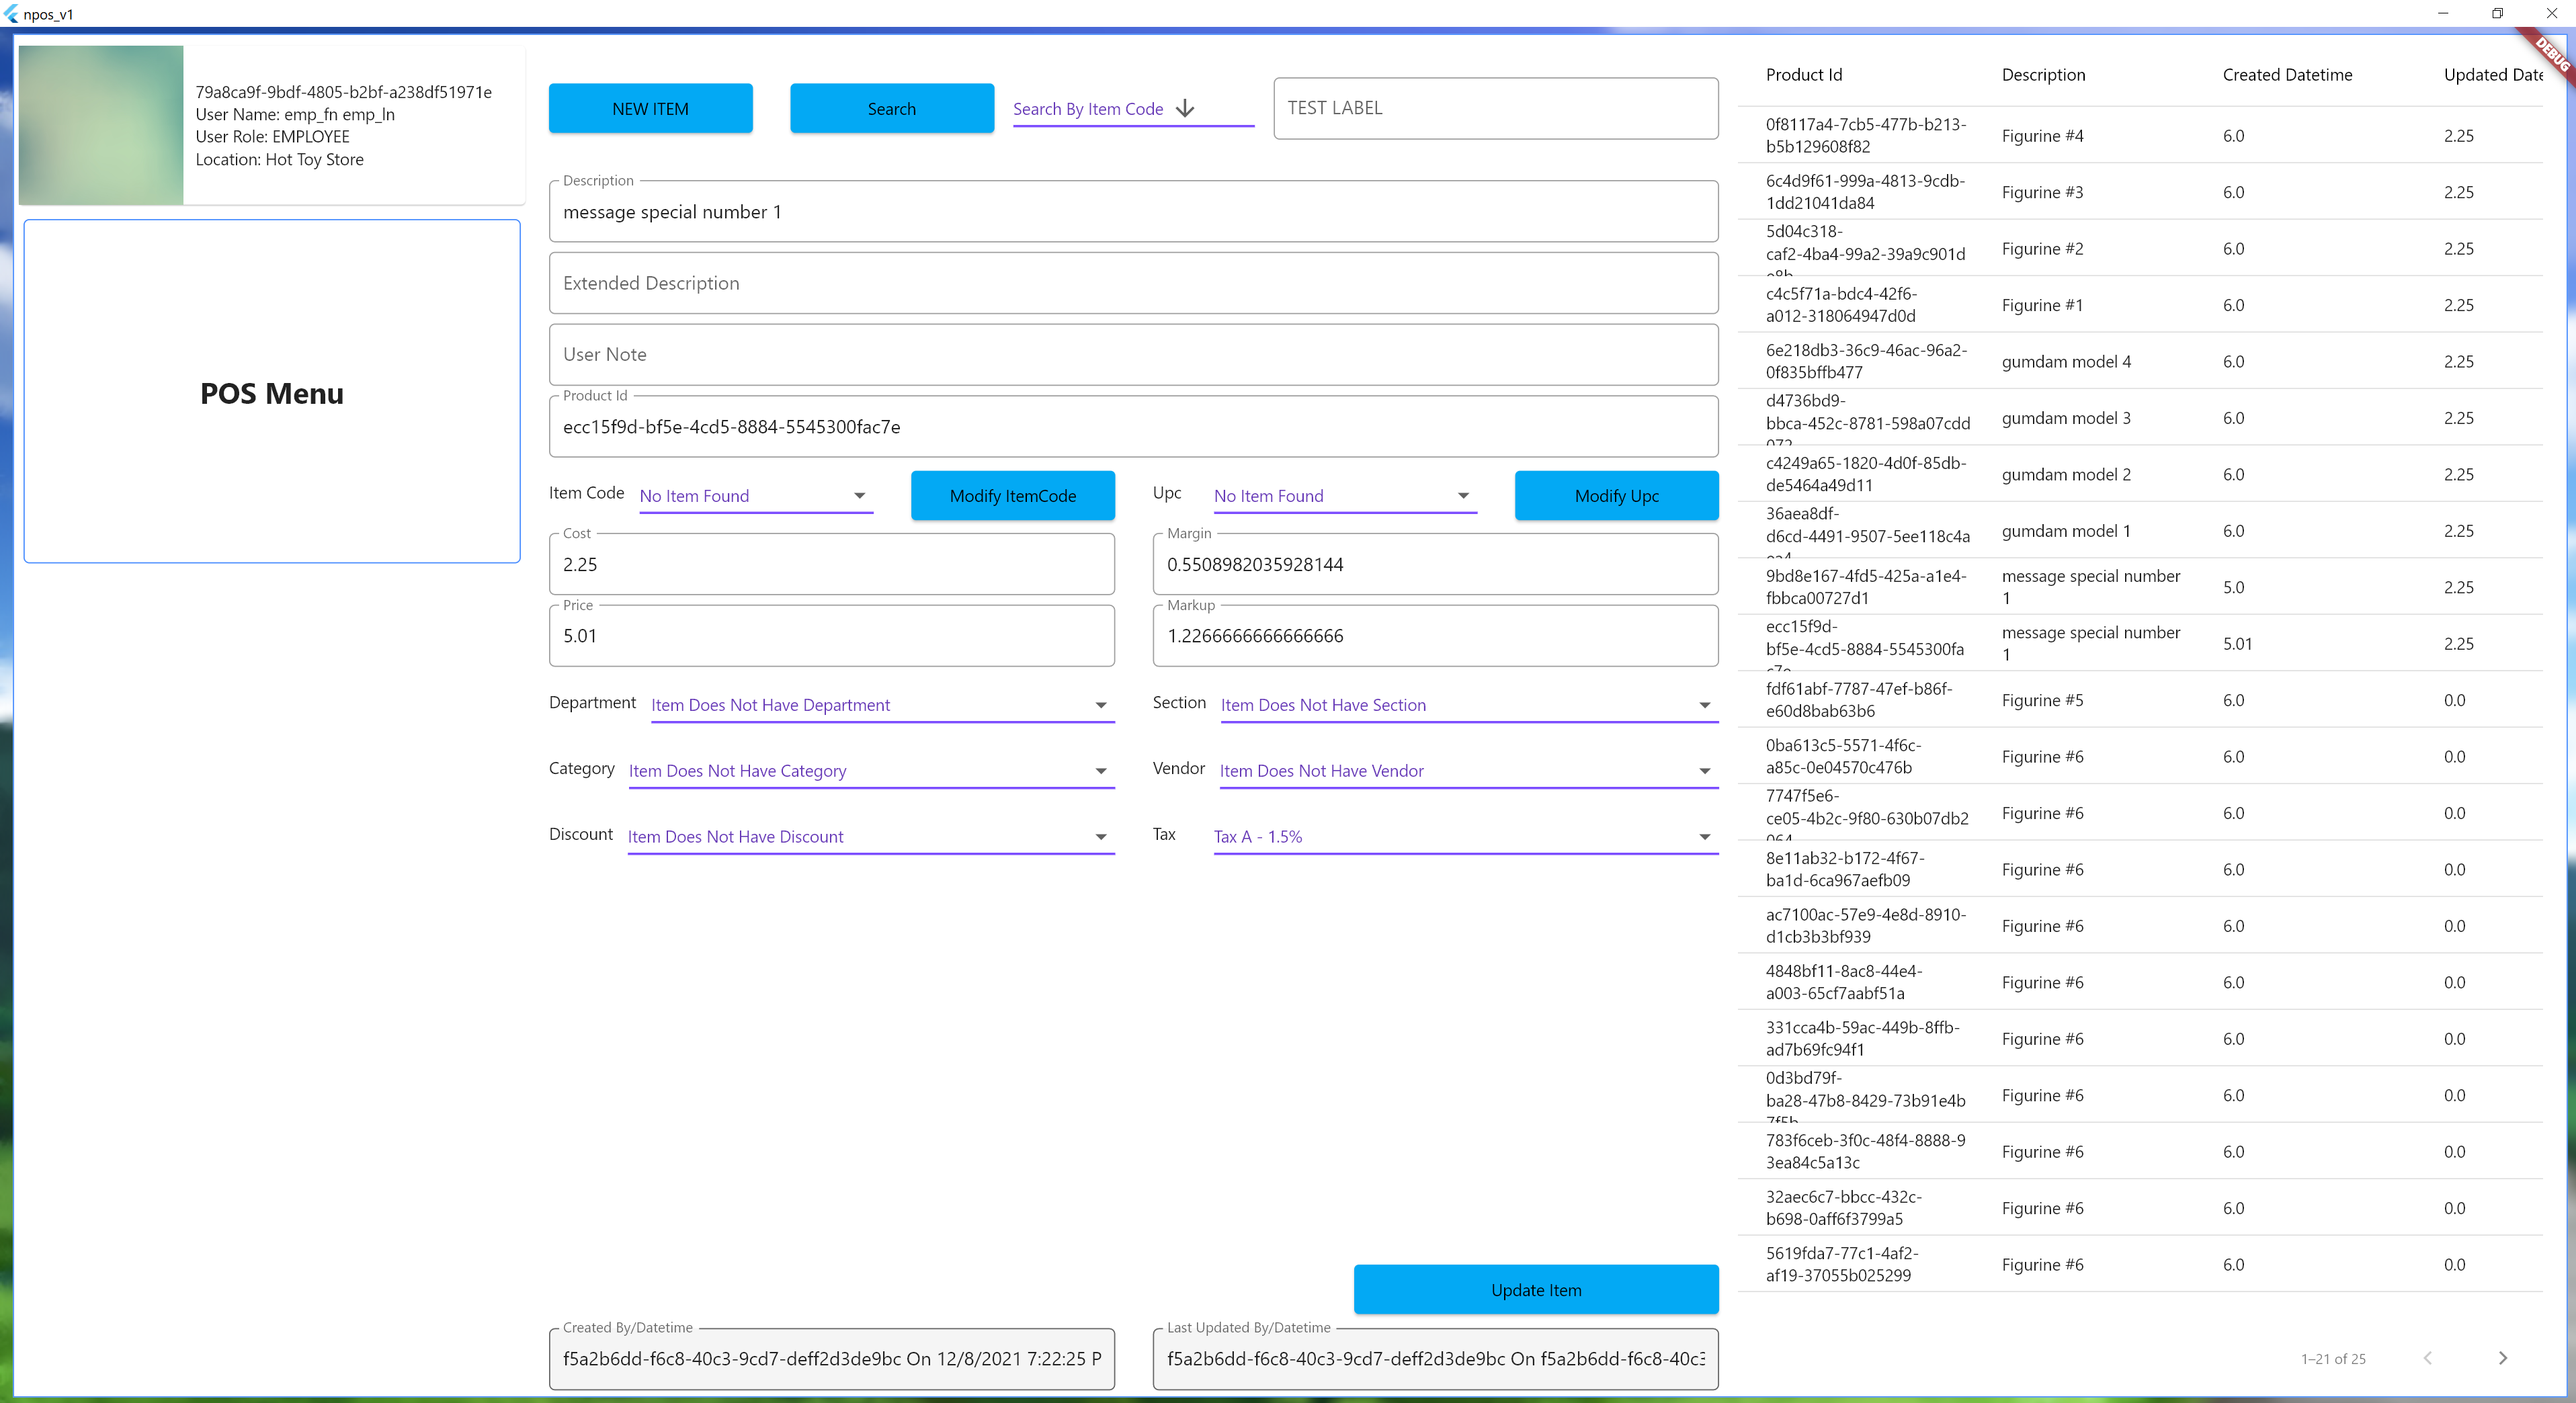 npos_v1
DEBUG
79a8ca9f-9bdf-4805-b2bf-a238df51971e
User Name: emp_fn emp_ln
User Role: EMPLOYEE
Location: Hot Toy Store
POS Menu
NEW ITEM
Search
Search By Item Code
TEST LABEL
Description
message special number 1
Extended Description
User Note
Product Id
ecc15f9d-bf5e-4cd5-8884-5545300fac7e
Item Code
No Item Found
Modify ItemCode
Upc
No Item Found
Modify Upc
Cost
2.25
Margin
0.5508982035928144
Price
5.01
Markup
1.2266666666666666
Department
Item Does Not Have Department
Section
Item Does Not Have Section
Category
Item Does Not Have Category
Vendor
Item Does Not Have Vendor
Discount
Item Does Not Have Discount
Tax
Tax A - 1.5%
Update Item
Created By/Datetime
f5a2b6dd-f6c8-40c3-9cd7-deff2d3de9bc On 12/8/2021 7:22:25 P
Last Updated By/Datetime
f5a2b6dd-f6c8-40c3-9cd7-deff2d3de9bc On f5a2b6dd-f6c8-40c3
Product Id Description Created Datetime Updated Date
0f8117a4-7cb5-477b-b213-
b5b129608f82
Figurine #4 6.0 2.25
6c4d9f61-999a-4813-9cdb-
1dd21041da84
Figurine #3 6.0 2.25
5d04c318-
caf2-4ba4-99a2-39a9c901d
Figurine #2 6.0 2.25
c4c5f71a-bdc4-42f6-
a012-318064947d0d
Figurine #1 6.0 2.25
6e218db3-36c9-46ac-96a2-
0f835bffb477
gumdam model 4 6.0 2.25
d4736bd9-
bbca-452c-8781-598a07cdd
gumdam model 3 6.0 2.25
c4249a65-1820-4d0f-85db-
de5464a49d11
gumdam model 2 6.0 2.25
36aea8df-
d6cd-4491-9507-5ee118c4a
gumdam model 1 6.0 2.25
9bd8e167-4fd5-425a-a1e4-
fbbca00727d1
message special number
1
5.0 2.25
ecc15f9d-
bf5e-4cd5-8884-5545300fa
c7e
message special number
1
5.01 2.25
fdf61abf-7787-47ef-b86f-
e60d8bab63b6
Figurine #5 6.0 0.0
0ba613c5-5571-4f6c-
a85c-0e04570c476b
Figurine #6 6.0 0.0
7747f5e6-
ce05-4b2c-9f80-630b07db2
Figurine #6 6.0 0.0
8e11ab32-b172-4f67-
ba1d-6ca967aefb09
Figurine #6 6.0 0.0
ac7100ac-57e9-4e8d-8910-
d1cb3b3bf939
Figurine #6 6.0 0.0
4848bf11-8ac8-44e4-
a003-65cf7aabf51a
Figurine #6 6.0 0.0
331cca4b-59ac-449b-8ffb-
ad7b69fc94f1
Figurine #6 6.0 0.0
0d3bd79f-
ba28-47b8-8429-73b91e4b
Figurine #6 6.0 0.0
783f6ceb-3f0c-48f4-8888-9
3ea84c5a13c
Figurine #6 6.0 0.0
32aec6c7-bbcc-432c-
b698-0aff6f3799a5
Figurine #6 6.0 0.0
5619fda7-77c1-4af2-
af19-37055b025299
Figurine #6 6.0 0.0
1–21 of 25